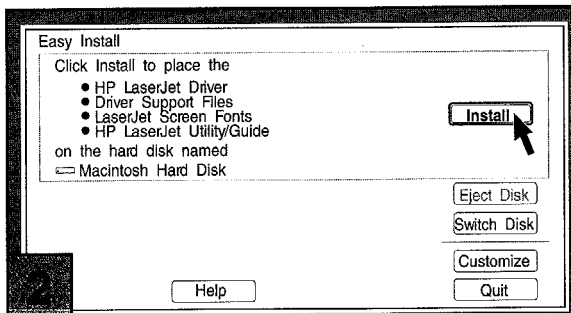 Easy Install
Click Install to place the
● HP LaserJet Driver
● Driver Support Files
● LaserJet Screen Fonts
● HP LaserJet Utility/Guide
on the hard disk named
Macintosh Hard Disk
Install
Eject Disk
Switch Disk
Customize
Help
Quit
2